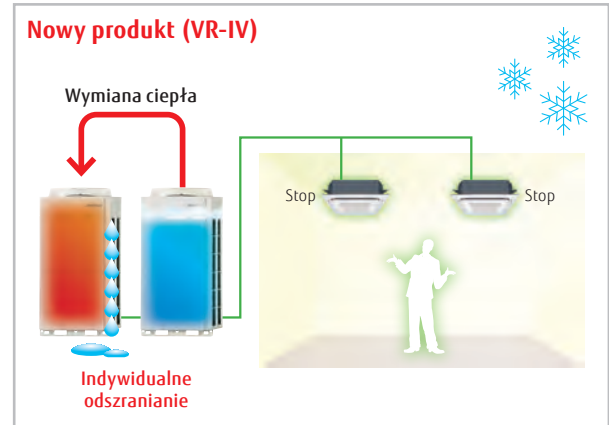 Nowy produkt (VR-IV)
Wymiana ciepła
Stop
Stop
Indywidualne
odszranianie